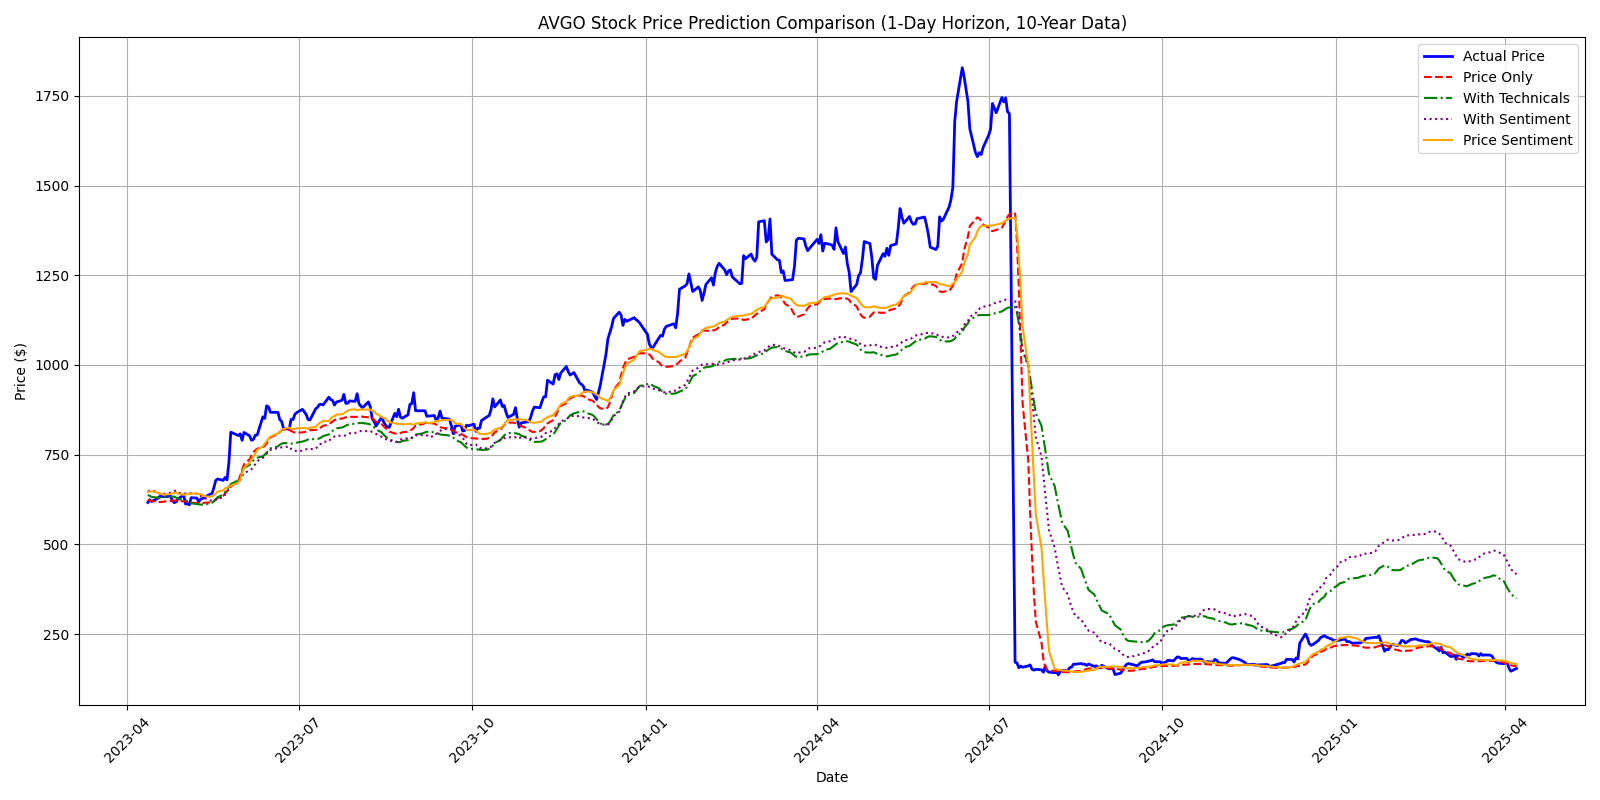 AVGO Stock Price Prediction Comparison (1-Day Horizon, 10-Year Data)
Actual Price
Price Only
With Technicals
With Sentiment
Price Sentiment
Price ($)
1750
1500
1250
1000
750
500
250
2023-04
2023-07
2023-10
2024-01
2024-04
2024-07
2024-10
2025-01
2025-04
Date